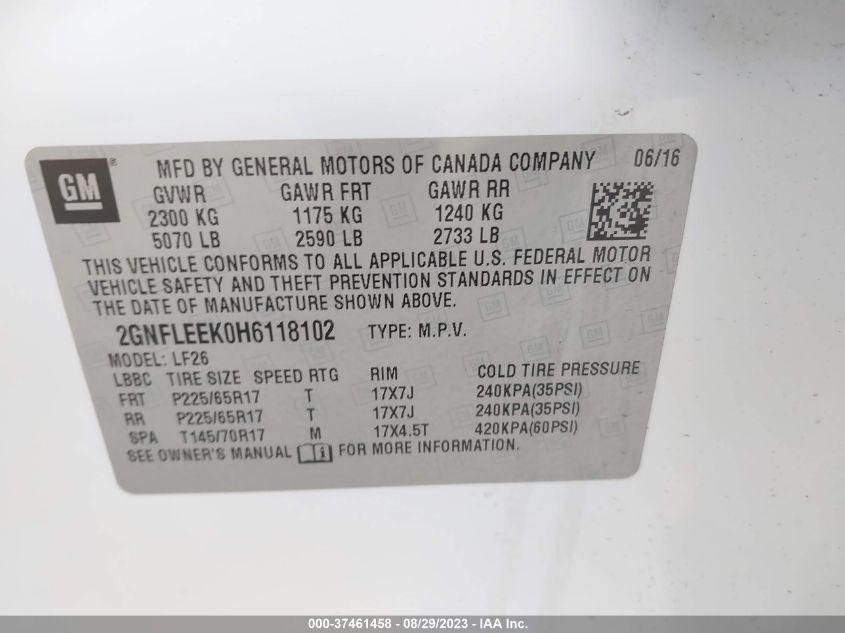 GM ® MFD BY GENERAL MOTORS OF CANADA COMPANY 06/16
GVWR GAWR FRT GAWR RR
2300 KG 1175 KG 1240 KG
5070 LB 2590 LB 2733 LB
THIS VEHICLE CONFORMS TO ALL APPLICABLE U.S. FEDERAL MOTOR
VEHICLE SAFETY AND THEFT PREVENTION STANDARDS IN EFFECT ON
THE DATE OF MANUFACTURE SHOWN ABOVE.
2GNFLEEK0H6118102 TYPE: M.P.V.
MODEL: LF26
LBBC TIRE SIZE SPEED RTG RIM COLD TIRE PRESSURE
FRT P225/65R17 T 17X7J 240KPA(35PSI)
RR P225/65R17 T 17X7J 240KPA(35PSI)
SPA T145/70R17 M 17X4.5T 420KPA(60PSI)
SEE OWNER'S MANUAL FOR MORE INFORMATION.
000-37461458 - 08/29/2023 - IAA Inc.